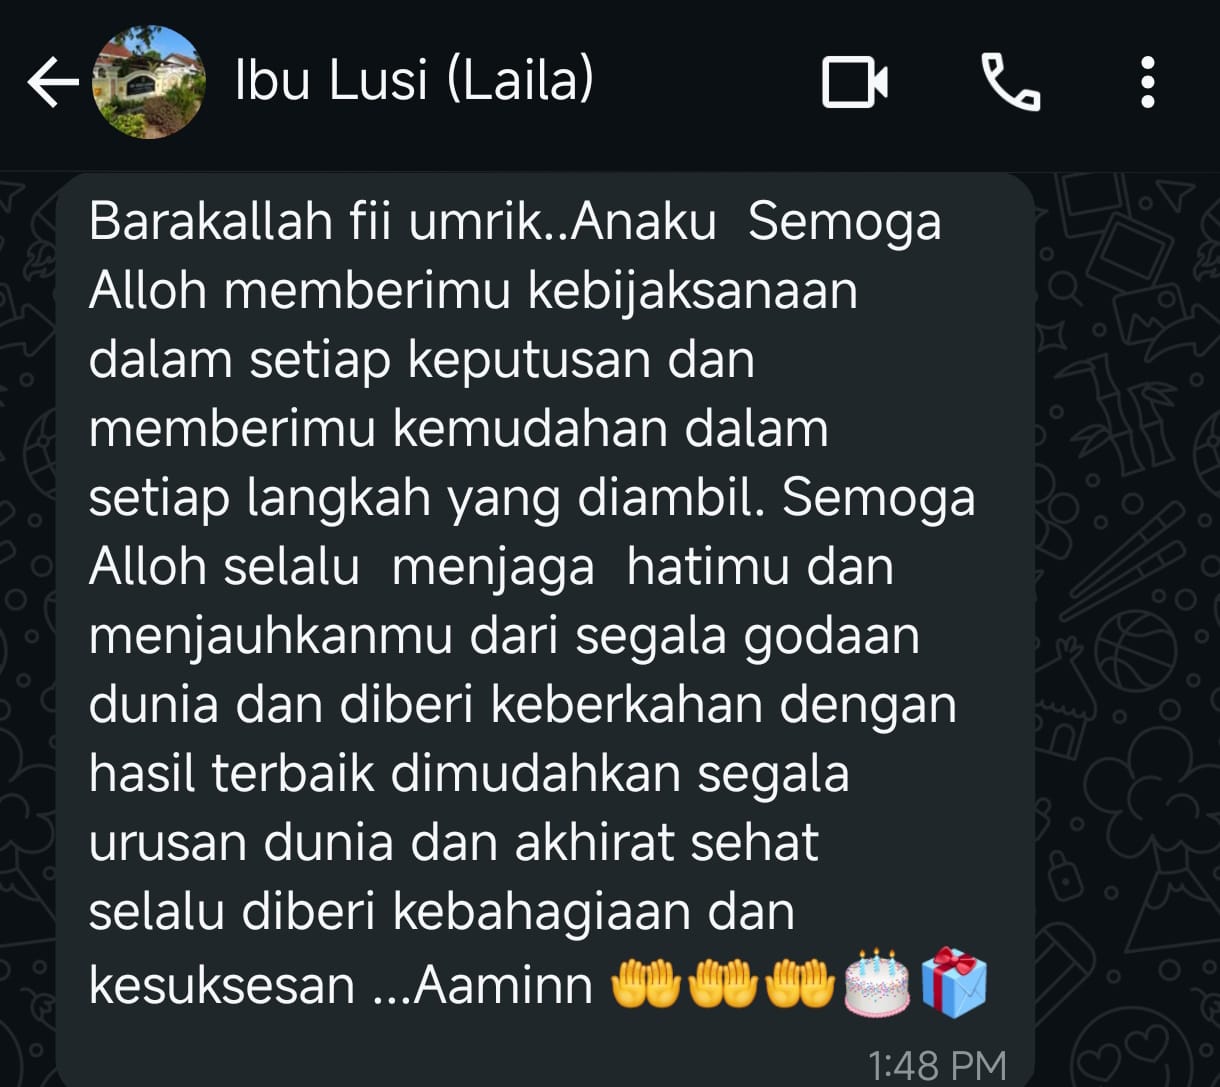 Ibu Lusi (Laila)
Barakallah fii umrik..Anaku  Semoga
Alloh memberimu kebijaksanaan
dalam setiap keputusan dan
memberimu kemudahan dalam
setiap langkah yang diambil. Semoga
Alloh selalu  menjaga  hatimu dan
menjauhkanmu dari segala godaan
dunia dan diberi keberkahan dengan
hasil terbaik dimudahkan segala
urusan dunia dan akhirat sehat
selalu diberi kebahagiaan dan
kesuksesan ...Aaminn 🤲🤲🤲🎂🎁
1:48 PM